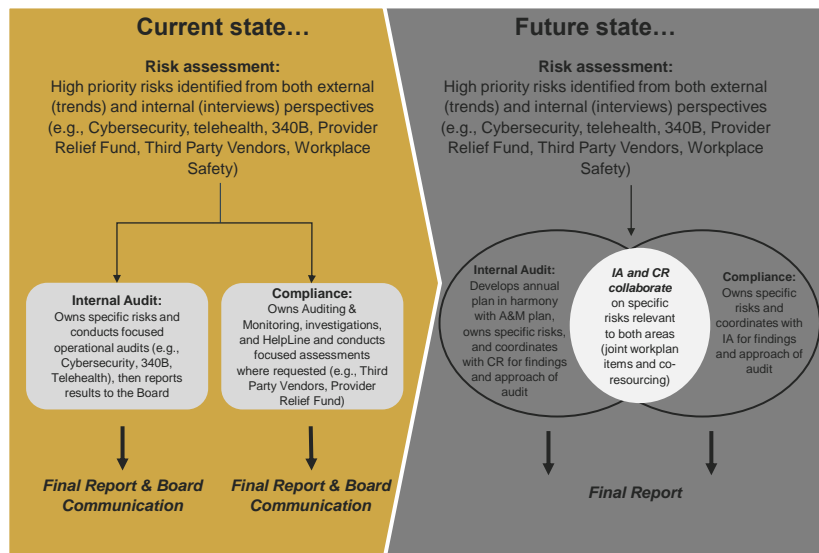 Current state…
Risk assessment:
High priority risks identified from both external
(trends) and internal (interviews) perspectives
(e.g., Cybersecurity, telehealth, 340B, Provider
Relief Fund, Third Party Vendors, Workplace
Safety)
Internal Audit:
Owns specific risks and
conducts focused
operational audits (e.g.,
Cybersecurity, 340B,
Telehealth), then reports
results to the Board
Compliance:
Owns Auditing &
Monitoring, investigations,
and HelpLine and conducts
focused assessments
where requested (e.g., Third
Party Vendors, Provider
Relief Fund)
Final Report & Board
Communication
Final Report & Board
Communication
Future state…
Risk assessment:
High priority risks identified from both external
(trends) and internal (interviews) perspectives
(e.g., Cybersecurity, telehealth, 340B, Provider
Relief Fund, Third Party Vendors, Workplace
Safety)
Internal Audit:
Develops annual
plan in harmony
with A&M plan,
owns specific risks,
and coordinates
with CR for findings
and approach of
audit
IA and CR
collaborate
on specific
risks relevant
to both areas
(joint workplan
items and co-
resourcing)
Compliance:
Owns specific
risks and
coordinates with
IA for findings
and approach of
audit
Final Report